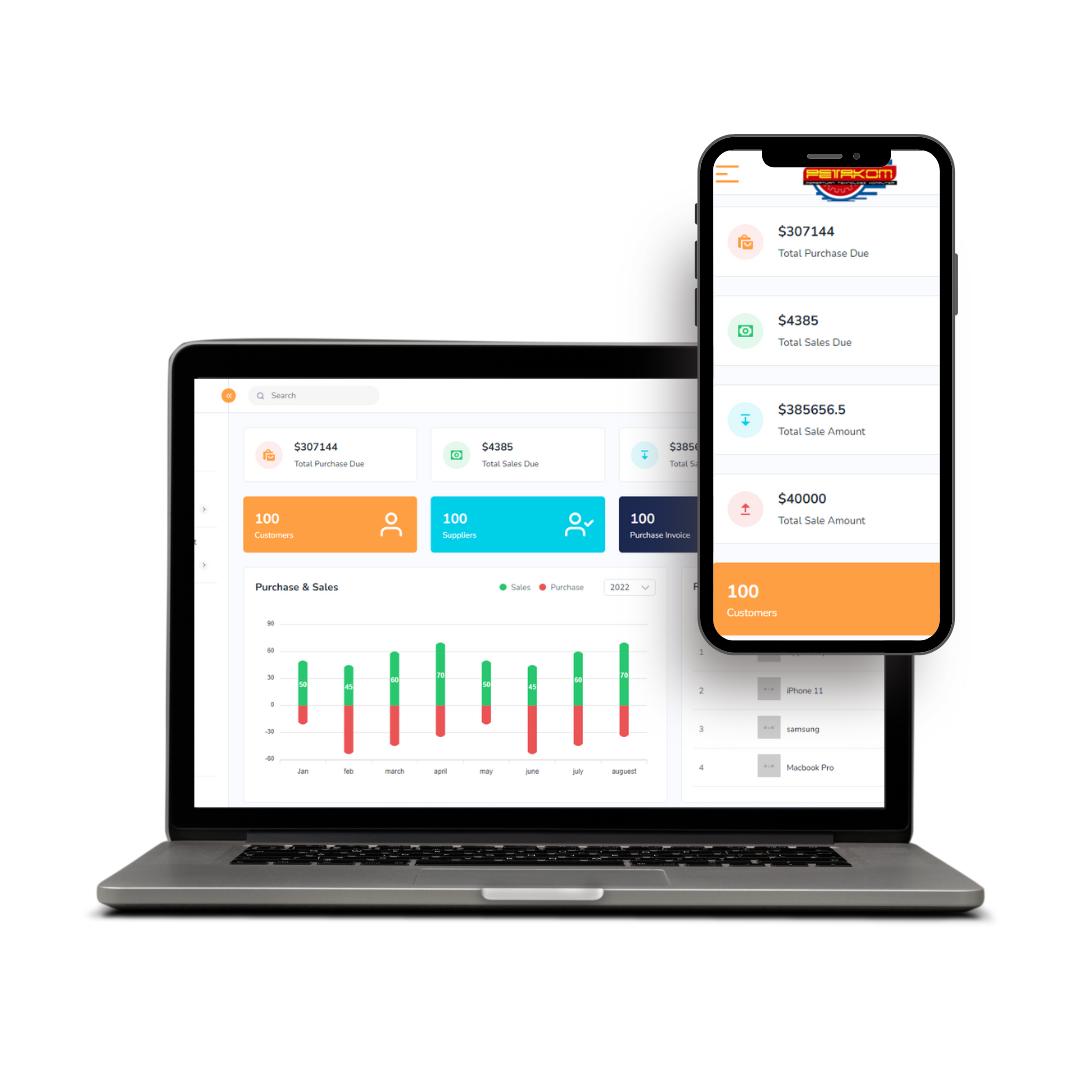 PETAKOM
$307144
Total Purchase Due
$4385
Total Sales Due
$385656.5
Total Sale Amount
$40000
Total Sale Amount
100
Customers
Search
$307144
Total Purchase Due
$4385
Total Sales Due
$385
Total Sa
100
Customers
100
Suppliers
100
Purchase Invoice
Purchase & Sales
Sales
Purchase
2022
90
60
30
0
-30
-60
50
45
60
70
50
45
60
70
Jan
feb
march
april
may
june
july
auguest
1
2
iPhone 11
3
samsung
4
Macbook Pro